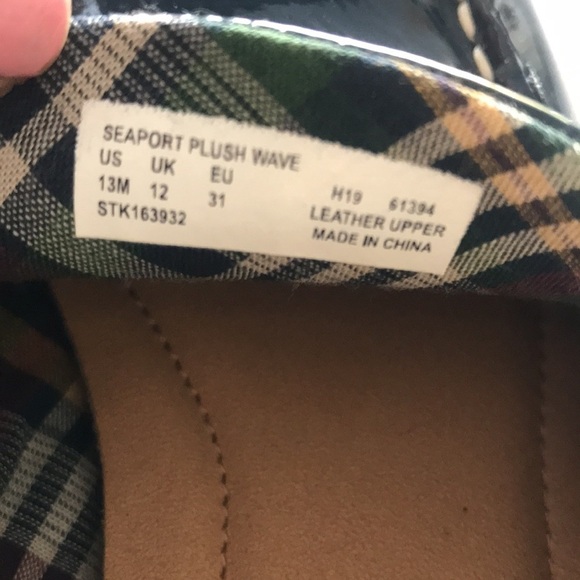 SEAPORT PLUSH WAVE
US UK EU
13M 12 31
STK163932
H19 61394
LEATHER UPPER
MADE IN CHINA